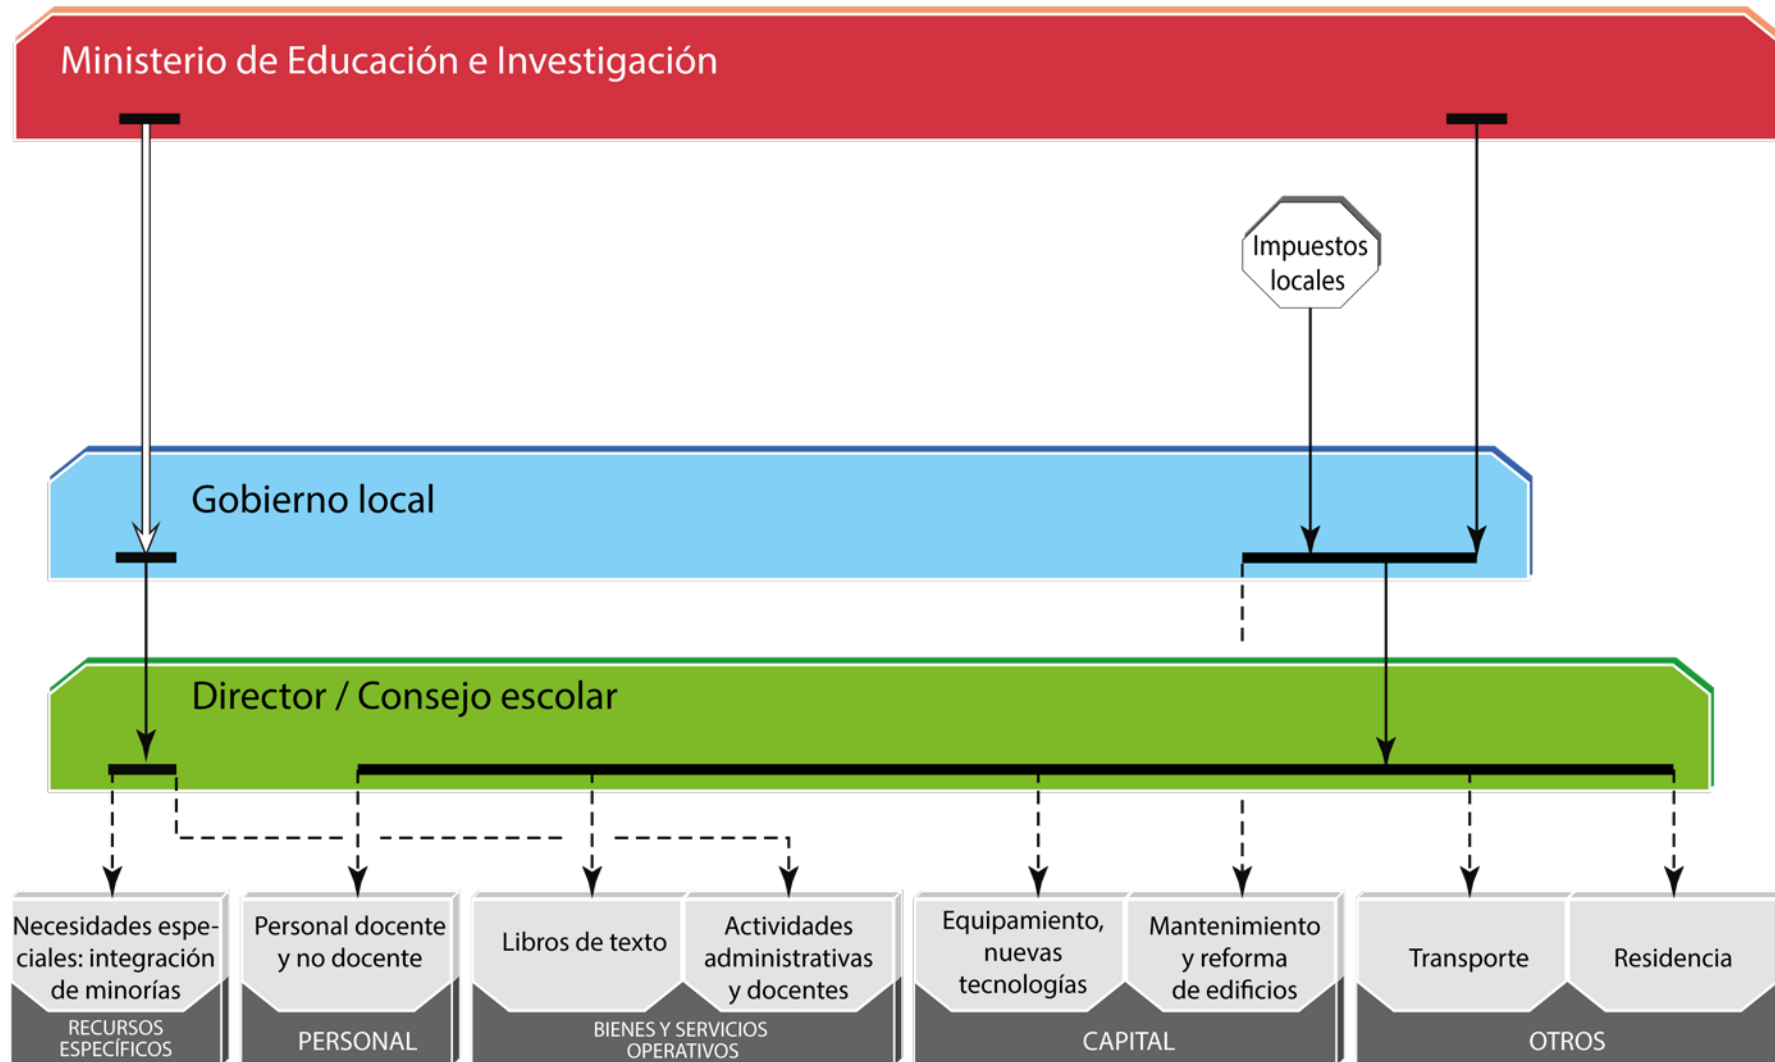 Ministerio de Educación e Investigación
Impuestos
locales
Gobierno local
Director / Consejo escolar
Necesidades espe-
ciales: integración
de minorías
RECURSOS
ESPECÍFICOS
Personal docente
y no docente
PERSONAL
Libros de texto
Actividades
administrativas
y docentes
BIENES Y SERVICIOS
OPERATIVOS
Equipamiento,
nuevas
tecnologías
Mantenimiento
y reforma
de edificios
CAPITAL
Transporte
Residencia
OTROS